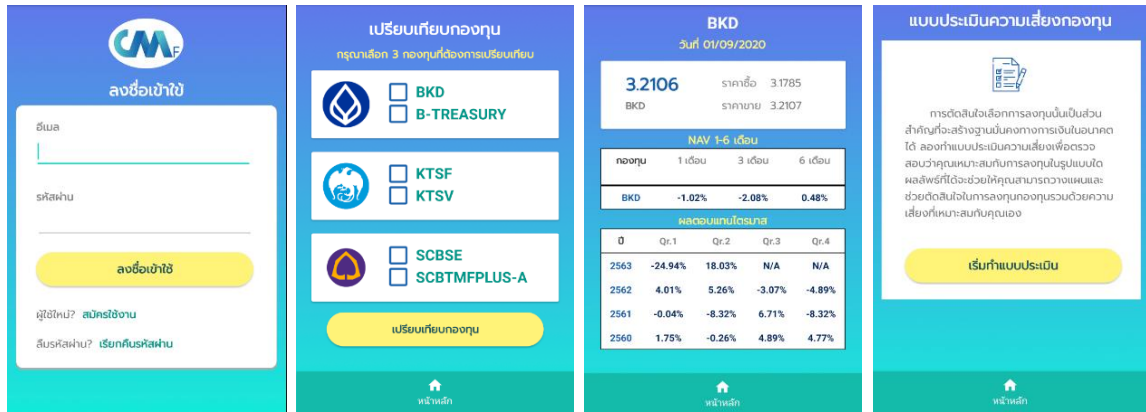 CMF
ลงชื่อเข้าใข้
อีเมล
รหัสผ่าน
ลงชื่อเข้าใช้
ผู้ใช้ใหม่? สมัครใช้งาน
ลืมรหัสผ่าน? เรียกคืนรหัสผ่าน
เปรียบเทียบกองทุน
กรุณาเลือก 3 กองทุนที่ต้องการเปรียบเทียบ
BKD
B-TREASURY
KTSF
KTSV
SCBSE
SCBTMFPLUS-A
เปรียบเทียบกองทุน
หน้าหลัก
BKD
วันที่ 01/09/2020
3.2106 ราคาซื้อ 3.1785
BKD ราคาขาย 3.2107
NAV 1-6 เดือน
กองทุน 1 เดือน 3 เดือน 6 เดือน
BKD -1.02% -2.08% 0.48%
ผลตอบแทนไตรมาส
ปี Qr.1 Qr.2 Qr.3 Qr.4
2563 -24.94% 18.03% N/A N/A
2562 4.01% 5.26% -3.07% -4.89%
2561 -0.04% -8.32% 6.71% -8.32%
2560 1.75% -0.26% 4.89% 4.77%
หน้าหลัก
แบบประเมินความเสี่ยงกองทุน
การตัดสินใจเลือกการลงทุนนั้นเป็นส่วน
สำคัญที่จะสร้างฐานมั่นคงทางการเงินในอนาคต
ได้ ลองทำแบบประเมินความเสี่ยงเพื่อตรวจ
สอบว่าคุณเหมาะสมกับการลงทุนในรูปแบบใด
ผลลัพธ์ที่ได้จะช่วยให้คุณสามารถวางแผนและ
ช่วยตัดสินใจในการลงทุนกองทุนรวมด้วยความ
เสี่ยงที่เหมาะสมกับคุณเอง
เริ่มทำแบบประเมิน
หน้าหลัก